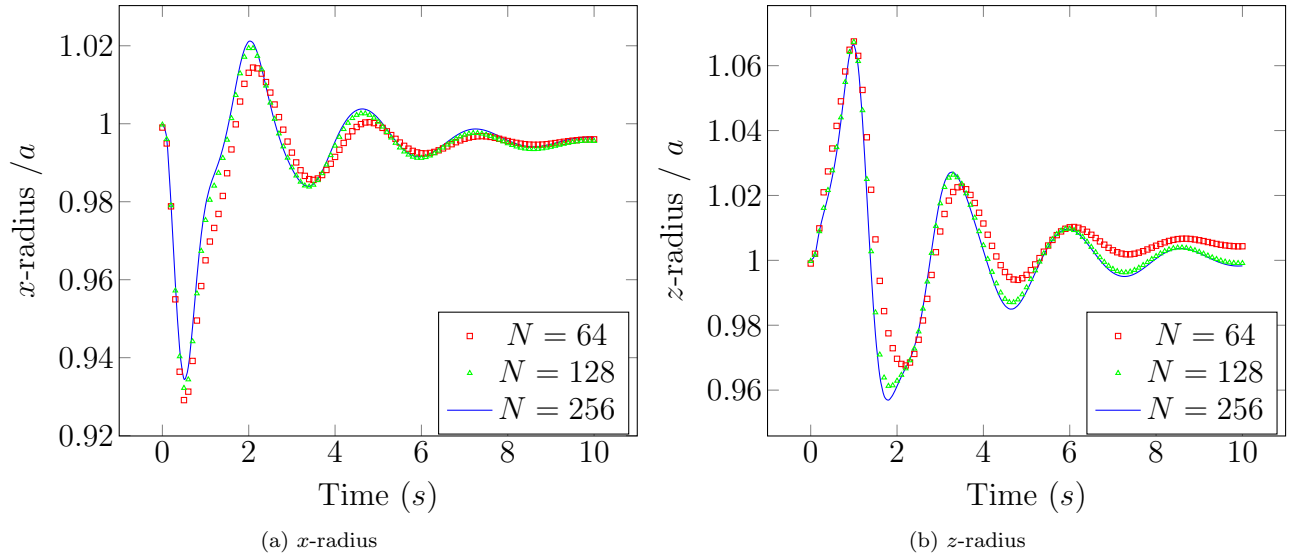 1.02
1
0.98
0.96
0.94
0.92
x-radius /a
0 2 4 6 8 10
Time (s)
N = 64
N = 128
N = 256
(a) x-radius
1.06
1.04
1.02
1
0.98
0.96
z-radius / a
0 2 4 6 8 10
Time (s)
N = 64
N = 128
N = 256
(b) z-radius